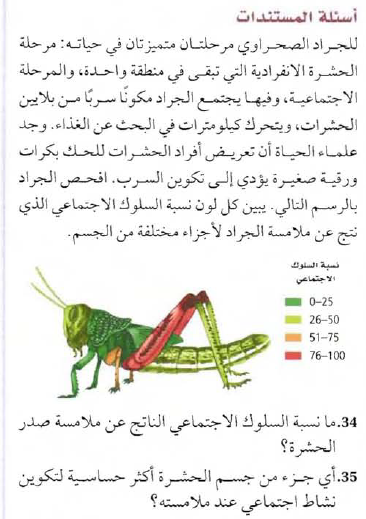 أسئلة المستندات
للجراد الصحراوي مرحلتان متميزتان في حياته: مرحلة
الحشرة الانفرادية التي تبقى في منطقة واحدة، والمرحلة
الاجتماعية، وفيها يجتمع الجراد مكونًا سربًا من بلايين
الحشرات، ويتحرك كيلومترات في البحث عن الغذاء. وجد
علماء الحياة أن تعريض أفراد الحشرات للحك بكرات
ورقية صغيرة يؤدي إلى تكوين السرب. افحص الجراد
بالرسم التالي. يبين كل لون نسبة السلوك الاجتماعي الذي
نتج عن ملامسة الجراد لأجزاء مختلفة من الجسم.
نسبة السلوك
الاجتماعي
0–25
26–50
51–75
76–100
34. ما نسبة السلوك الاجتماعي الناتج عن ملامسة صدر
الحشرة؟
35. أي جزء من جسم الحشرة أكثر حساسية لتكوين
نشاط اجتماعي عند ملامسته؟